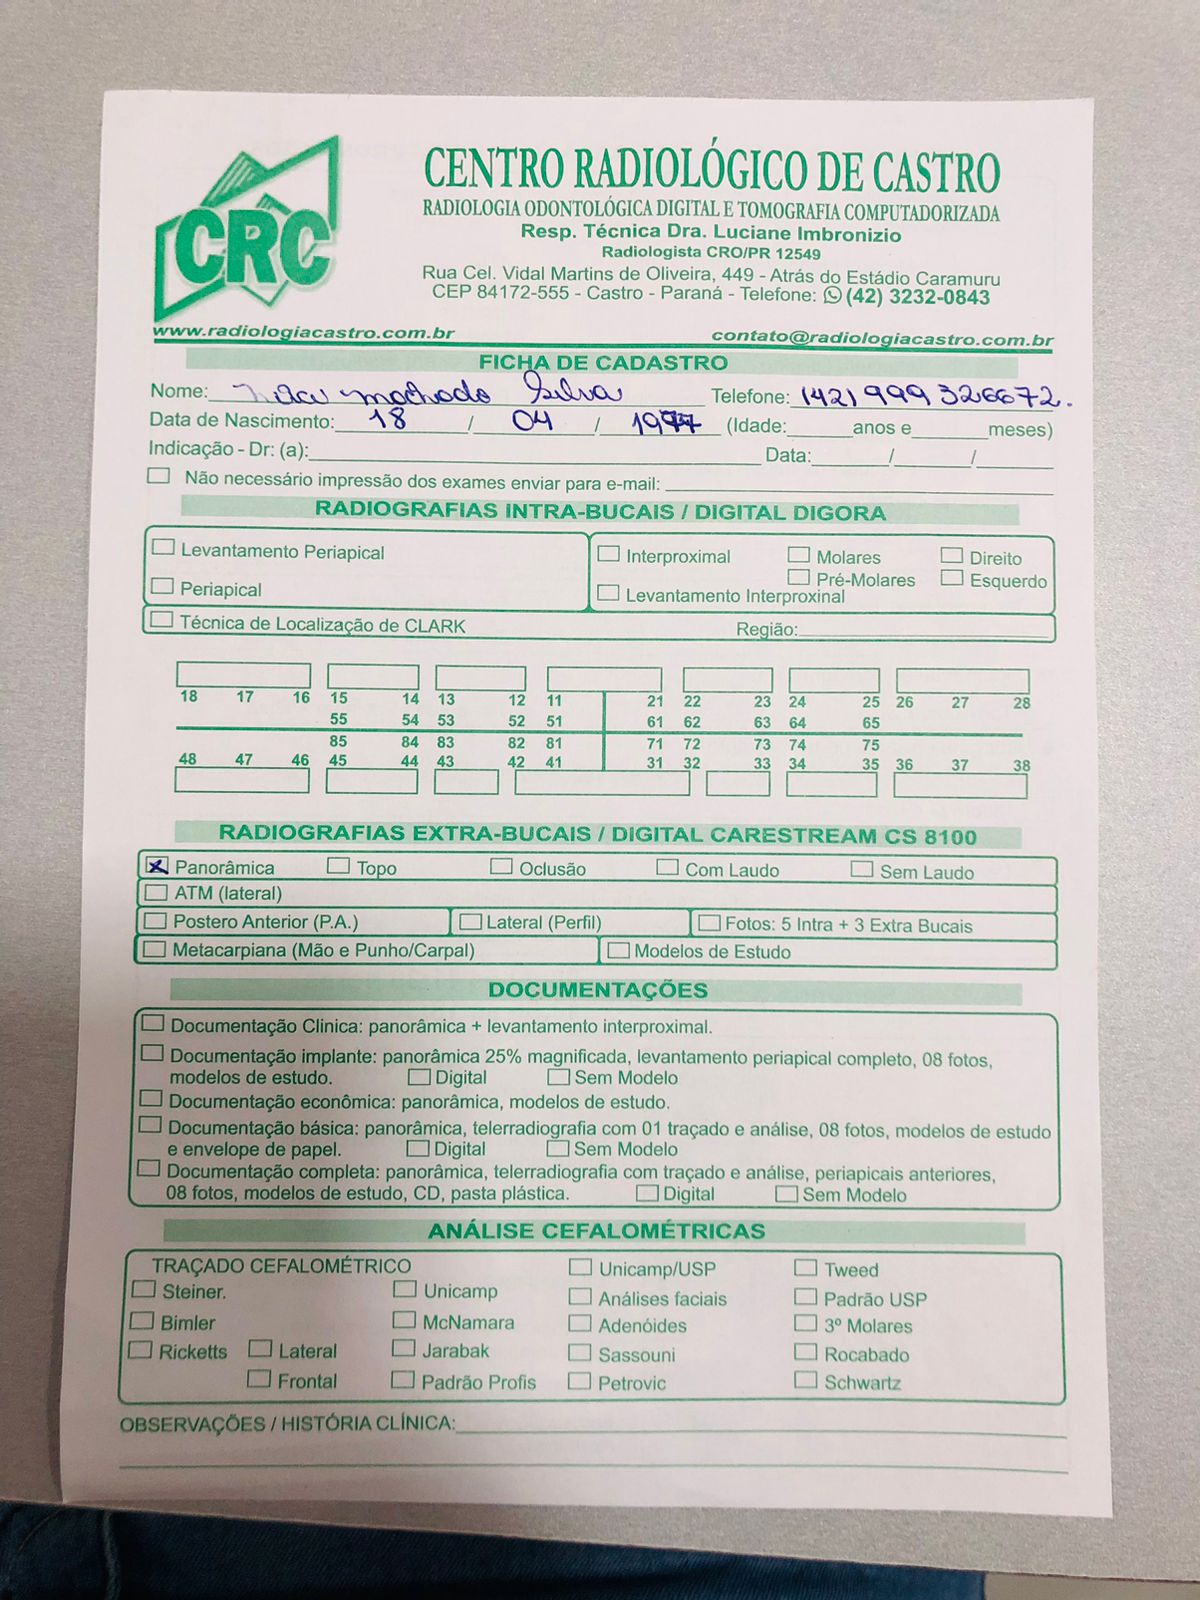 CRC
CENTRO RADIOLÓGICO DE CASTRO
RADIOLOGIA ODONTOLÓGICA DIGITAL E TOMOGRAFIA COMPUTADORIZADA
Resp. Técnica Dra. Luciane Imbronizio
Radiologista CRO/PR 12549
Rua Cel. Vidal Martins de Oliveira, 449 - Atrás do Estádio Caramuru
CEP 84172-555 - Castro - Paraná - Telefone: (42) 3232-0843
www.radiologiacastro.com.br contato@radiologiacastro.com.br
FICHA DE CADASTRO
Nome: machado Silva Telefone: (42) 999 326672.
Data de Nascimento: 18 / 04 / (Idade: anos e meses)
Indicação - Dr: (a): Data: / /
Não necessário impressão dos exames enviar para e-mail:
RADIOGRAFIAS INTRA-BUCAIS / DIGITAL DIGORA
Levantamento Periapical Interproximal Molares Direito
Periapical Pré-Molares Esquerdo
Levantamento Interproxinal
Técnica de Localização de CLARK Região:
18 17 16 15 14 13 12 11 21 22 23 24 25 26 27 28
55 54 53 52 51 61 62 63 64 65
85 84 83 82 81 71 72 73 74 75
48 47 46 45 44 43 42 41 31 32 33 34 35 36 37 38
RADIOGRAFIAS EXTRA-BUCAIS / DIGITAL CARESTREAM CS 8100
x Panorâmica Topo Oclusão Com Laudo Sem Laudo
ATM (lateral)
Postero Anterior (P.A.) Lateral (Perfil) Fotos: 5 Intra + 3 Extra Bucais
Metacarpiana (Mão e Punho/Carpal) Modelos de Estudo
DOCUMENTAÇÕES
Documentação Clinica: panorâmica + levantamento interproximal.
Documentação implante: panorâmica 25% magnificada, levantamento periapical completo, 08 fotos,
modelos de estudo. Digital Sem Modelo
Documentação econômica: panorâmica, modelos de estudo.
Documentação básica: panorâmica, telerradiografia com 01 traçado e análise, 08 fotos, modelos de estudo
e envelope de papel. Digital Sem Modelo
Documentação completa: panorâmica, telerradiografia com traçado e análise, periapicais anteriores,
08 fotos, modelos de estudo, CD, pasta plástica. Digital Sem Modelo
ANÁLISE CEFALOMÉTRICAS
TRAÇADO CEFALOMÉTRICO Unicamp/USP Tweed
Steiner. Unicamp Análises faciais Padrão USP
Bimler McNamara Adenóides 3º Molares
Ricketts Lateral Jarabak Sassouni Rocabado
Frontal Padrão Profis Petrovic Schwartz
OBSERVAÇÕES / HISTÓRIA CLÍNICA: